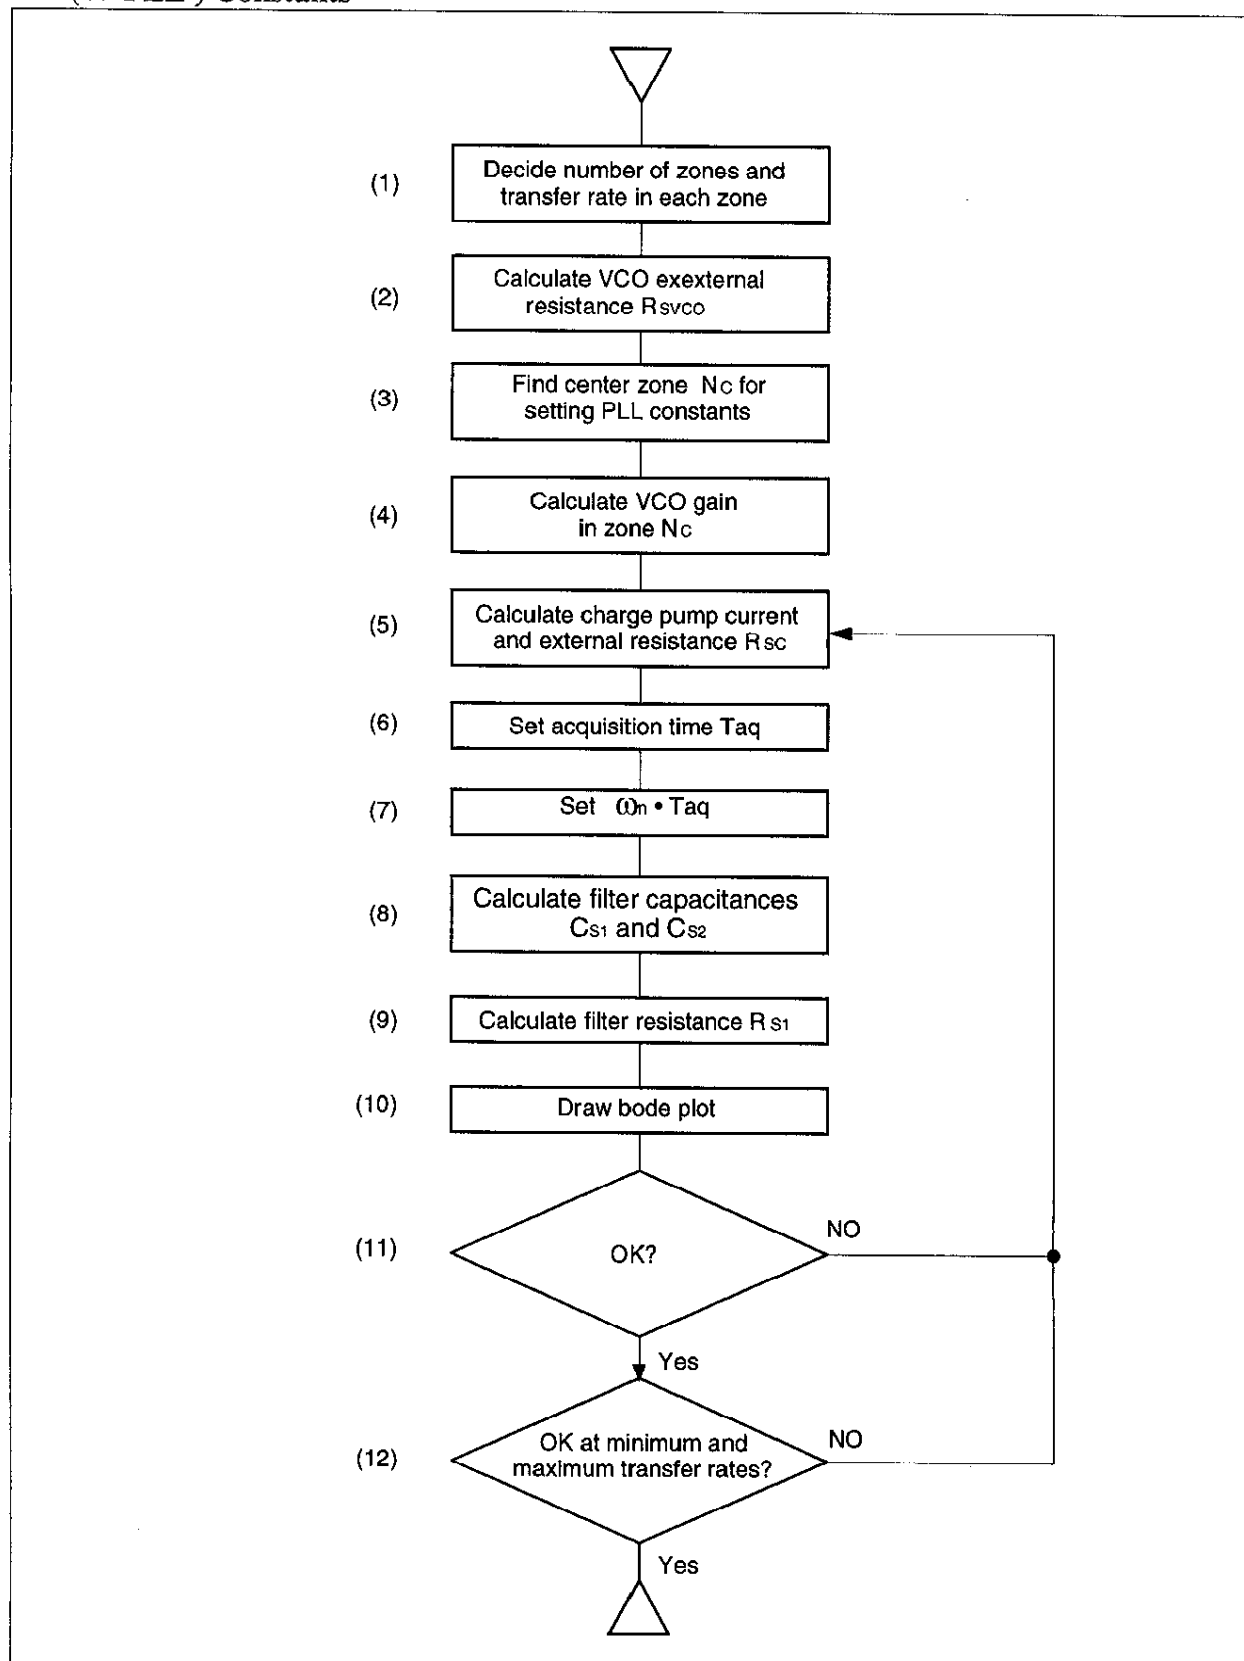 Constants
(1)
Decide number of zones and
transfer rate in each zone
(2)
Calculate VCO exexternal
resistance Rsvco
(3)
Find center zone Nc for
setting PLL constants
(4)
Calculate VCO gain
in zone Nc
(5)
Calculate charge pump current
and external resistance Rsc
(6)
Set acquisition time Taq
(7)
Set ωn • Taq
(8)
Calculate filter capacitances
Cs1 and Cs2
(9)
Calculate filter resistance Rs1
(10)
Draw bode plot
(11)
OK?
NO
Yes
(12)
OK at minimum and
maximum transfer rates?
NO
Yes